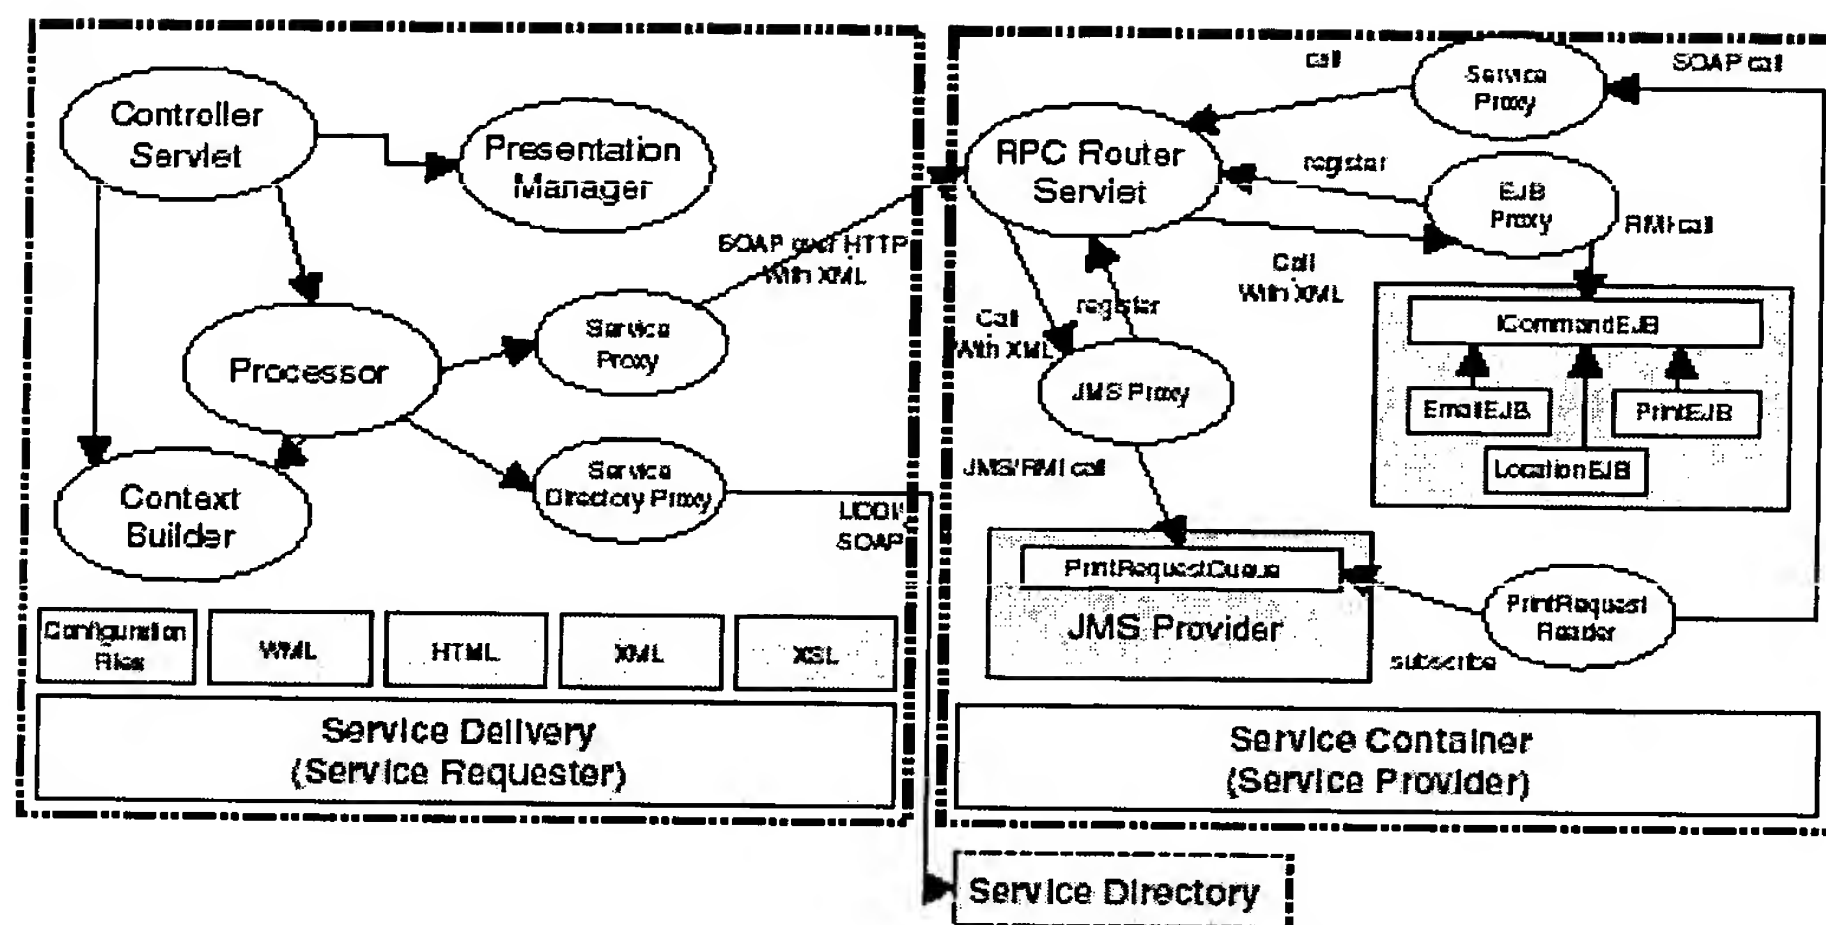 Controller
Servlet
Presentation
Manager
SOAP over HTTP
With XML
Processor
Service
Proxy
Service
Directory Proxy
UDDI/
SOAP
Context
Builder
Configuration
Files
WML
HTML
XML
XSL
Service Delivery
(Service Requester)
call
Service
Proxy
SOAP call
RPC Router
Servlet
register
EJB
Proxy
RMI call
Call
With XML
register
Call
With XML
ICommandEJB
EmailEJB
PrintEJB
LocationEJB
JMS Proxy
JMS/RMI call
PrintRequestQueue
JMS Provider
PrintRequest
Reader
subscribe
Service Container
(Service Provider)
Service Directory